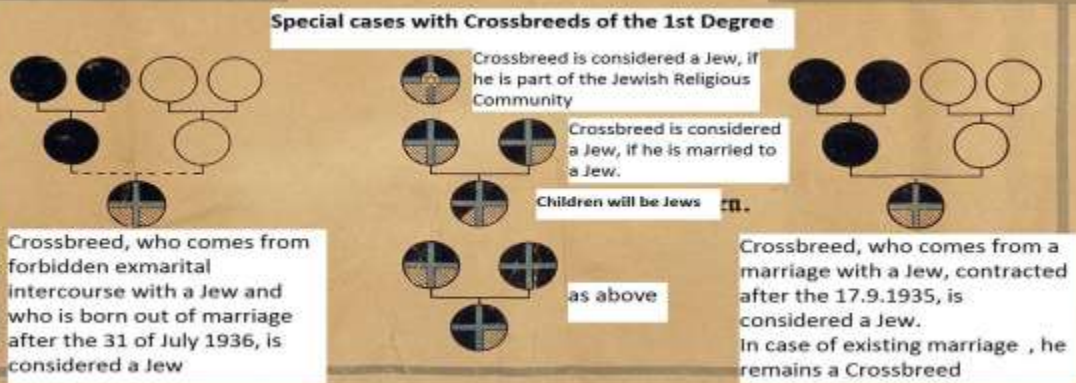 Special cases with Crossbreeds of the 1st Degree
Crossbreed is considered a Jew, if
he is part of the Jewish Religious
Community
Crossbreed is considered
a Jew, if he is married to
a Jew.
Children will be Jews
en.
as above
Crossbreed, who comes from
forbidden exmarital
intercourse with a Jew and
who is born out of marriage
after the 31 of July 1936, is
considered a Jew
Crossbreed, who comes from a
marriage with a Jew, contracted
after the 17.9.1935, is
considered a Jew.
In case of existing marriage , he
remains a Crossbreed